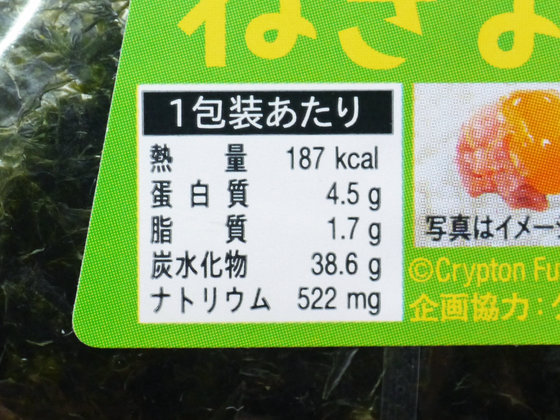 ねぎ
1包装あたり
熱量 187 kcal
蛋白質 4.5 g
脂質 1.7 g
炭水化物 38.6 g
ナトリウム 522 mg
写真はイメー
©Crypton Fu
企画協力: